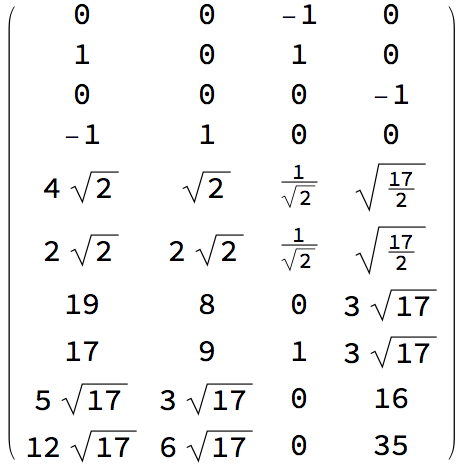 0 0 −1 0
1 0 1 0
0 0 0 −1
−1 1 0 0
4 √2 √2 1/√2 √(17/2)
2 √2 2 √2 1/√2 √(17/2)
19 8 0 3 √17
17 9 1 3 √17
5 √17 3 √17 0 16
12 √17 6 √17 0 35